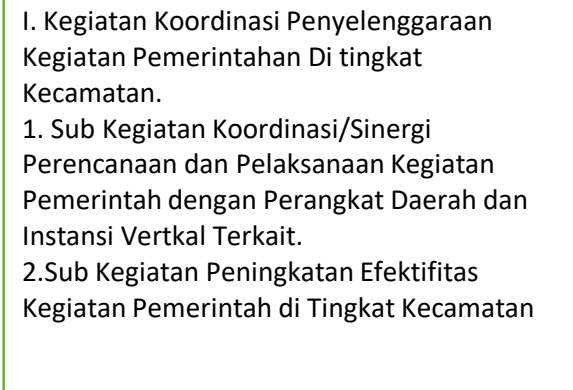 I. Kegiatan Koordinasi Penyelenggaraan
Kegiatan Pemerintahan Di tingkat
Kecamatan.
1. Sub Kegiatan Koordinasi/Sinergi
Perencanaan dan Pelaksanaan Kegiatan
Pemerintah dengan Perangkat Daerah dan
Instansi Vertkal Terkait.
2.Sub Kegiatan Peningkatan Efektifitas
Kegiatan Pemerintah di Tingkat Kecamatan